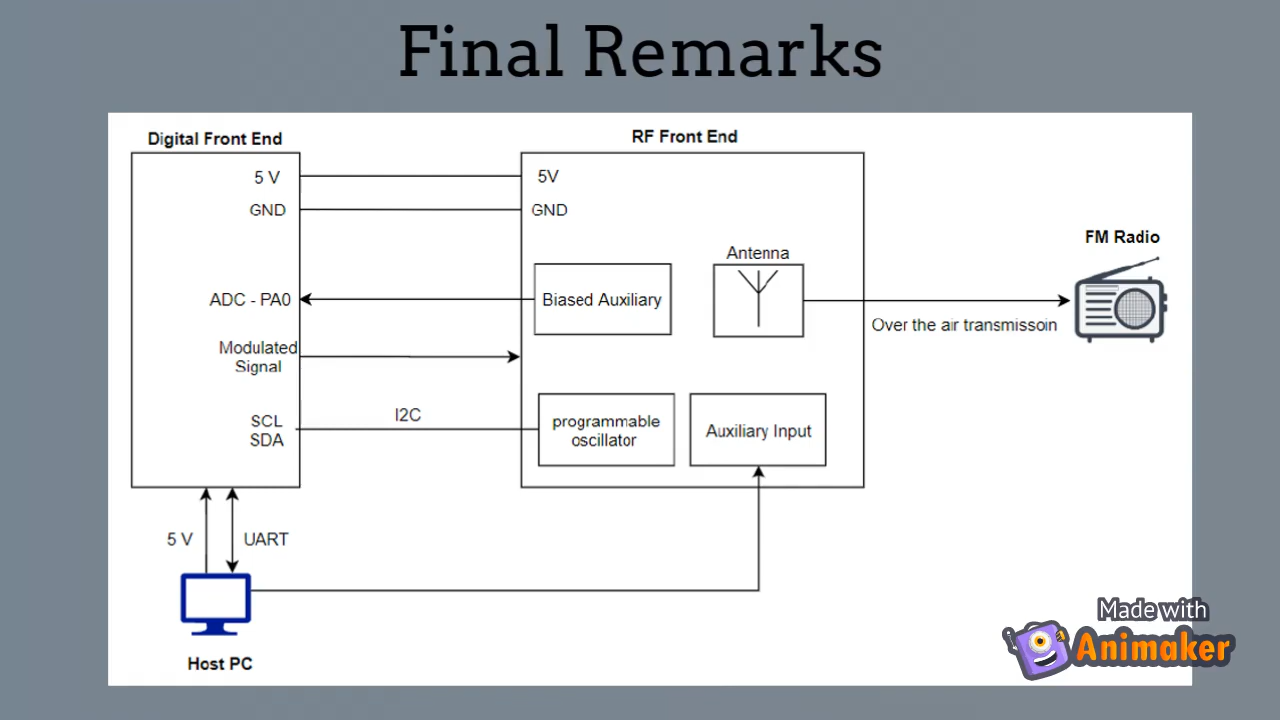 Final Remarks
Digital Front End
RF Front End
5 V
5V
GND
GND
FM Radio
Antenna
ADC - PA0
Biased Auxiliary
Over the air transmissoin
Modulated
Signal
I2C
SCL
SDA
programmable
oscillator
Auxiliary Input
5 V
UART
Host PC
Made with
Animaker